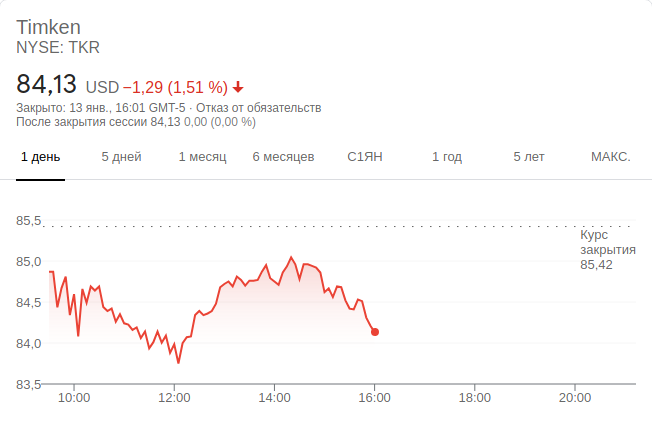 Timken
NYSE: TKR
84,13 USD −1,29 (1,51 %)
Закрыто: 13 янв., 16:01 GMT-5 · Отказ от обязательств
После закрытия сессии 84,13 0,00 (0,00 %)
1 день 5 дней 1 месяц 6 месяцев С1ЯН 1 год 5 лет МАКС.
85,5
Курс
закрытия
85,42
85,0
84,5
84,0
83,5
10:00 12:00 14:00 16:00 18:00 20:00